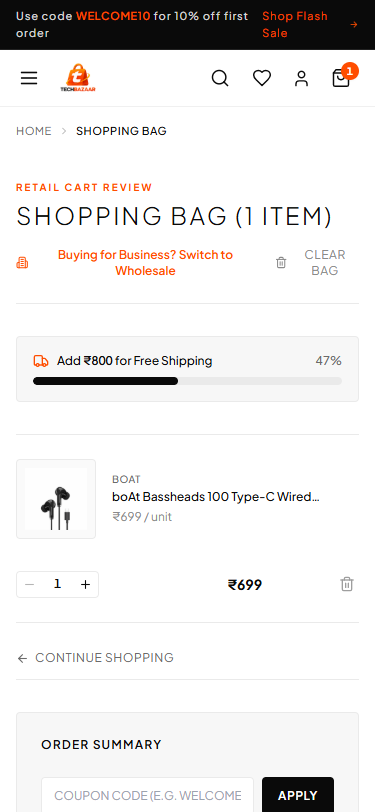 Use code WELCOME10 for 10% off first order
Shop Flash Sale →
TECHBAZAAR
1
HOME > SHOPPING BAG
RETAIL CART REVIEW
SHOPPING BAG (1 ITEM)
Buying for Business? Switch to Wholesale
CLEAR BAG
Add ₹800 for Free Shipping
47%
BOAT
boAt Bassheads 100 Type-C Wired...
₹699 / unit
− 1 +
₹699
← CONTINUE SHOPPING
ORDER SUMMARY
COUPON CODE (E.G. WELCOME
APPLY